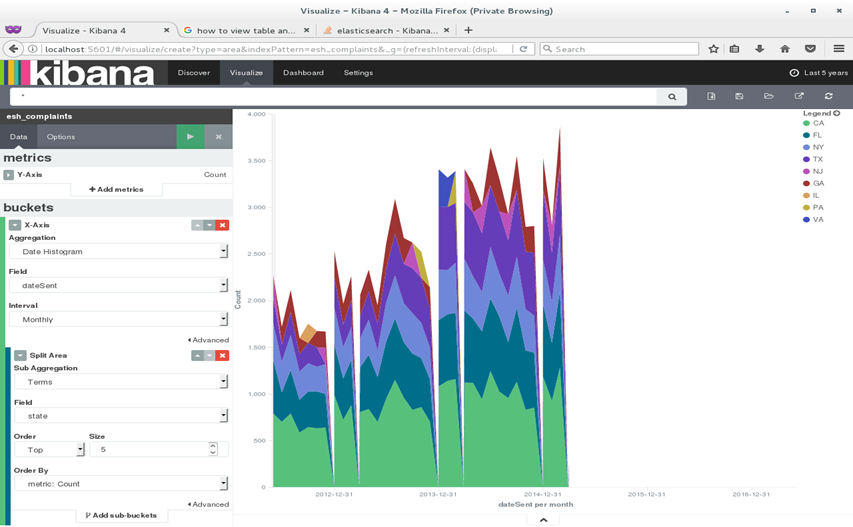 Visualize - Kibana 4 - Mozilla Firefox (Private Browsing)
Visualize - Kibana 4
how to view table an...
elasticsearch - Kibana...
localhost:5601/#/visualize/create?type=area&indexPattern=esh_complaints&_g=(refreshInterval:(displ
Search
kibana
Discover
Visualize
Dashboard
Settings
Last 5 years
*
esh_complaints
Data
Options
metrics
Y-Axis
Count
Add metrics
buckets
X-Axis
Aggregation
Date Histogram
Field
dateSent
Interval
Monthly
Advanced
Split Area
Sub Aggregation
Terms
Field
state
Order
Size
Top
5
Order By
metric: Count
Advanced
Add sub-buckets
4,000
3,500
3,000
2,500
2,000
1,500
1,000
500
0
Count
2012-12-31
2013-12-31
2014-12-31
2015-12-31
2016-12-31
dateSent per month
Legend
CA
FL
NY
TX
NJ
GA
IL
PA
VA